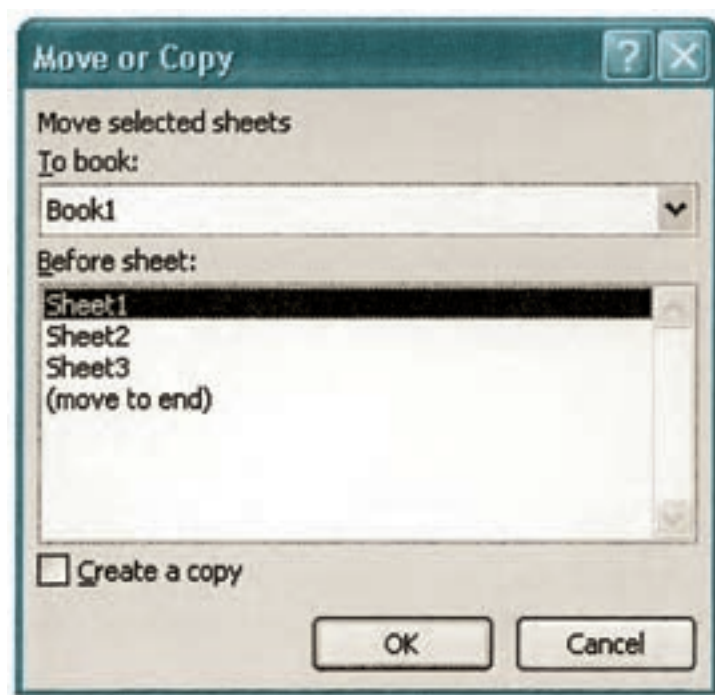 Move or Copy
Move selected sheets
To book:
Book1
Before sheet:
Sheet1
Sheet2
Sheet3
(move to end)
Create a copy
OK
Cancel